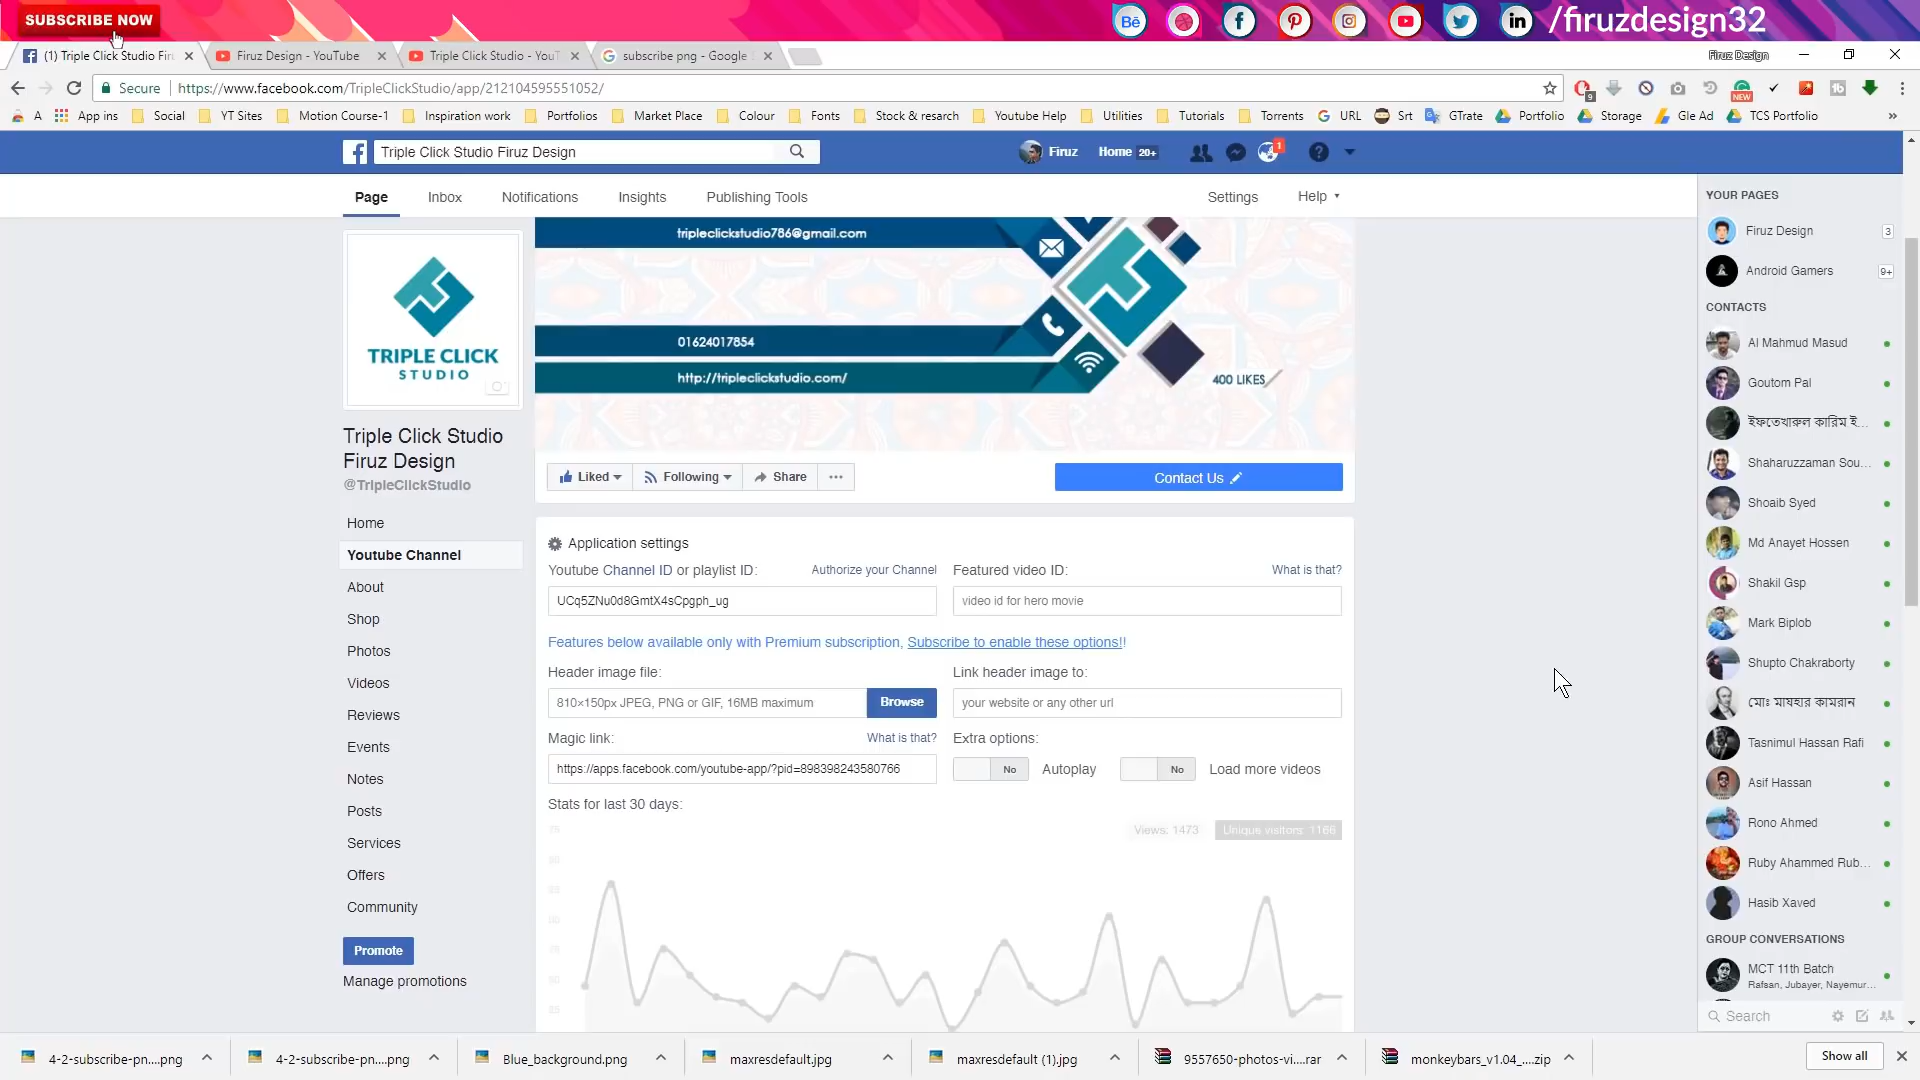 SUBSCRIBE NOW
Bē
/firuzdesign32
(1) Triple Click Studio Firu
Firuz Design - YouTube
Triple Click Studio - YouT
subscribe png - Google
Firuz Design
Secure
https://www.facebook.com/TripleClickStudio/app/212104595551052/
9
NEW
A
App ins
Social
YT Sites
Motion Course-1
Inspiration work
Portfolios
Market Place
Colour
Fonts
Stock & resarch
Youtube Help
Utilities
Tutorials
Torrents
URL
Srt
GTrate
Portfolio
Storage
Gle Ad
TCS Portfolio
»
Triple Click Studio Firuz Design
Firuz
Home 20+
1
Page
Inbox
Notifications
Insights
Publishing Tools
Settings
Help
TRIPLE CLICK
STUDIO
Triple Click Studio
Firuz Design
@TripleClickStudio
Home
Youtube Channel
About
Shop
Photos
Videos
Reviews
Events
Notes
Posts
Services
Offers
Community
Promote
Manage promotions
tripleclickstudio786@gmail.com
01624017854
http://tripleclickstudio.com/
400 LIKES
Liked
Following
Share
Contact Us
Application settings
Youtube Channel ID or playlist ID:
Authorize your Channel
UCq5ZNu0d8GmtX4sCpgph_ug
Featured video ID:
What is that?
video id for hero movie
Features below available only with Premium subscription, Subscribe to enable these options!!
Header image file:
810×150px JPEG, PNG or GIF, 16MB maximum
Browse
Link header image to:
your website or any other url
Magic link:
What is that?
https://apps.facebook.com/youtube-app/?pid=898398243580766
Extra options:
No
Autoplay
No
Load more videos
Stats for last 30 days:
Views: 1473
Unique visitors: 1166
YOUR PAGES
Firuz Design
3
Android Gamers
9+
CONTACTS
Al Mahmud Masud
Goutom Pal
ইফতেখারুল কারিম ই...
Shaharuzzaman Sou...
Shoaib Syed
Md Anayet Hossen
Shakil Gsp
Mark Biplob
Shupto Chakraborty
মোঃ মাযহার কামরান
Tasnimul Hassan Rafi
Asif Hassan
Rono Ahmed
Ruby Ahammed Rub...
Hasib Xaved
GROUP CONVERSATIONS
MCT 11th Batch
Rafsan, Jubayer, Nayemur...
Search
4-2-subscribe-pn....png
4-2-subscribe-pn....png
Blue_background.png
maxresdefault.jpg
maxresdefault (1).jpg
9557650-photos-vi....rar
monkeybars_v1.04_....zip
Show all